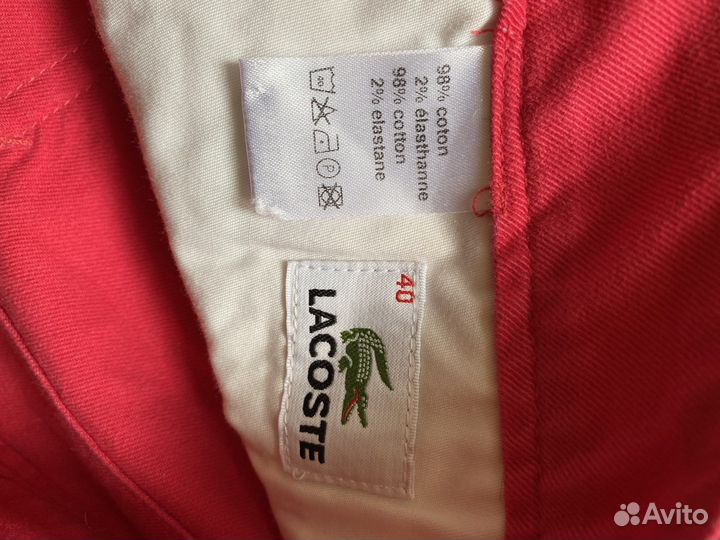 98% coton
2% élasthanne
98% cotton
2% elastane
P
40
LACOSTE
Avito